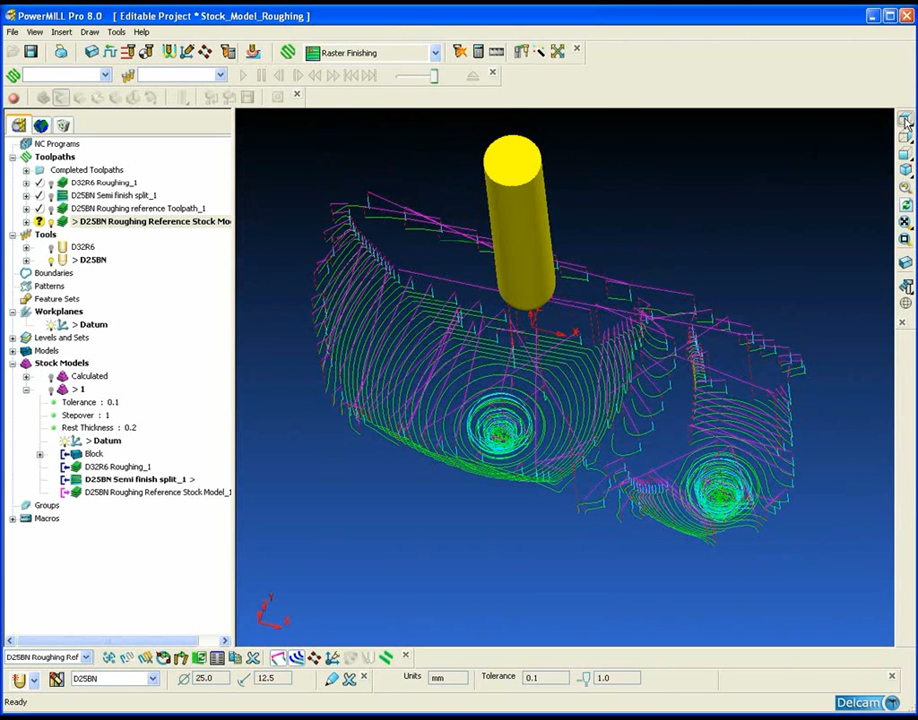 PowerMILL Pro 8.0 [ Editable Project * Stock_Model_Roughing ]
File View Insert Draw Tools Help
Raster Finishing
NC Programs
Toolpaths
Completed Toolpaths
D32R6 Roughing_1
D25BN Semi finish split_1
D25BN Roughing reference Toolpath_1
> D25BN Roughing Reference Stock Mo
Tools
D32R6
> D25BN
Boundaries
Patterns
Feature Sets
Workplanes
> Datum
Levels and Sets
Models
Stock Models
Calculated
> 1
Tolerance : 0.1
Stepover : 1
Rest Thickness : 0.2
> Datum
Block
D32R6 Roughing_1
D25BN Semi finish split_1 >
D25BN Roughing Reference Stock Model_1
Groups
Macros
X
Y
X
D25BN Roughing Ref
D25BN 25.0 12.5 Units mm Tolerance 0.1 1.0
Ready
Delcam